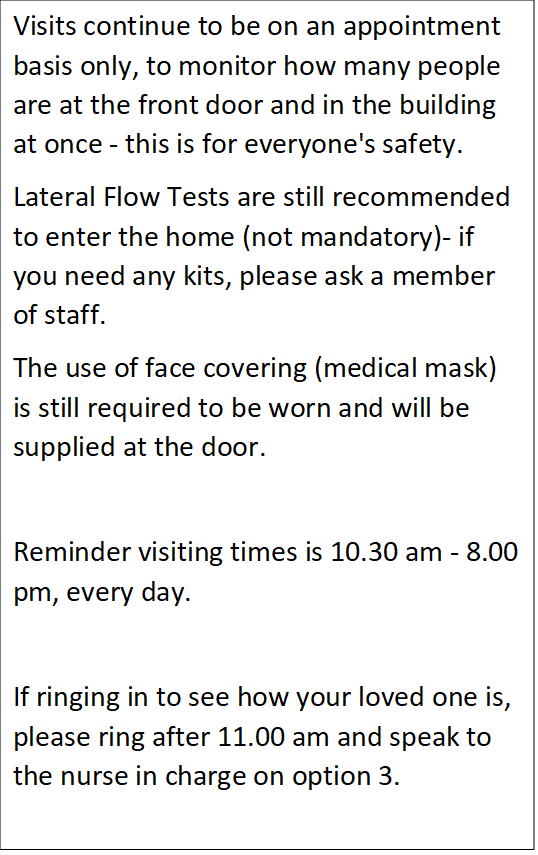 Visits continue to be on an appointment
basis only, to monitor how many people
are at the front door and in the building
at once - this is for everyone's safety.
Lateral Flow Tests are still recommended
to enter the home (not mandatory)- if
you need any kits, please ask a member
of staff.
The use of face covering (medical mask)
is still required to be worn and will be
supplied at the door.
Reminder visiting times is 10.30 am - 8.00
pm, every day.
If ringing in to see how your loved one is,
please ring after 11.00 am and speak to
the nurse in charge on option 3.